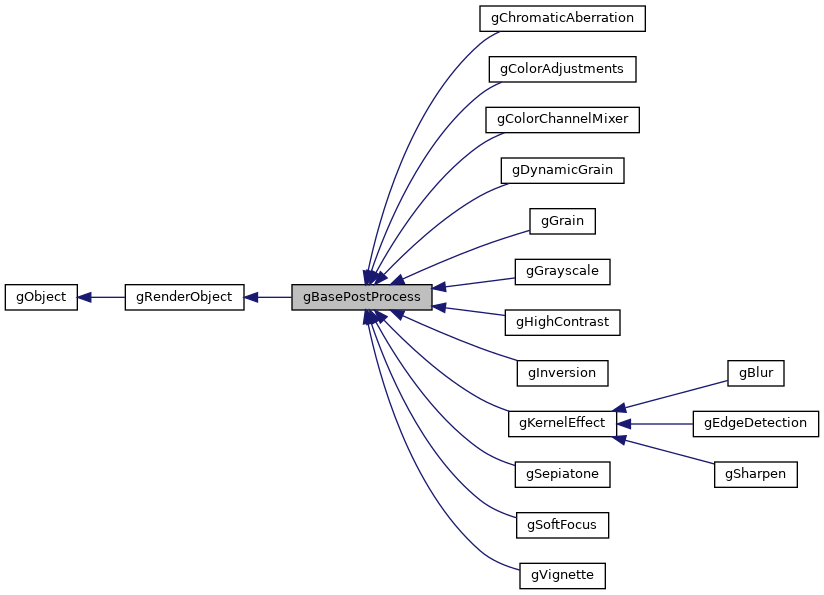 gChromaticAberration
gColorAdjustments
gColorChannelMixer
gDynamicGrain
gGrain
gGrayscale
gObject
gRenderObject
gBasePostProcess
gHighContrast
gInversion
gBlur
gKernelEffect
gEdgeDetection
gSepiatone
gSharpen
gSoftFocus
gVignette